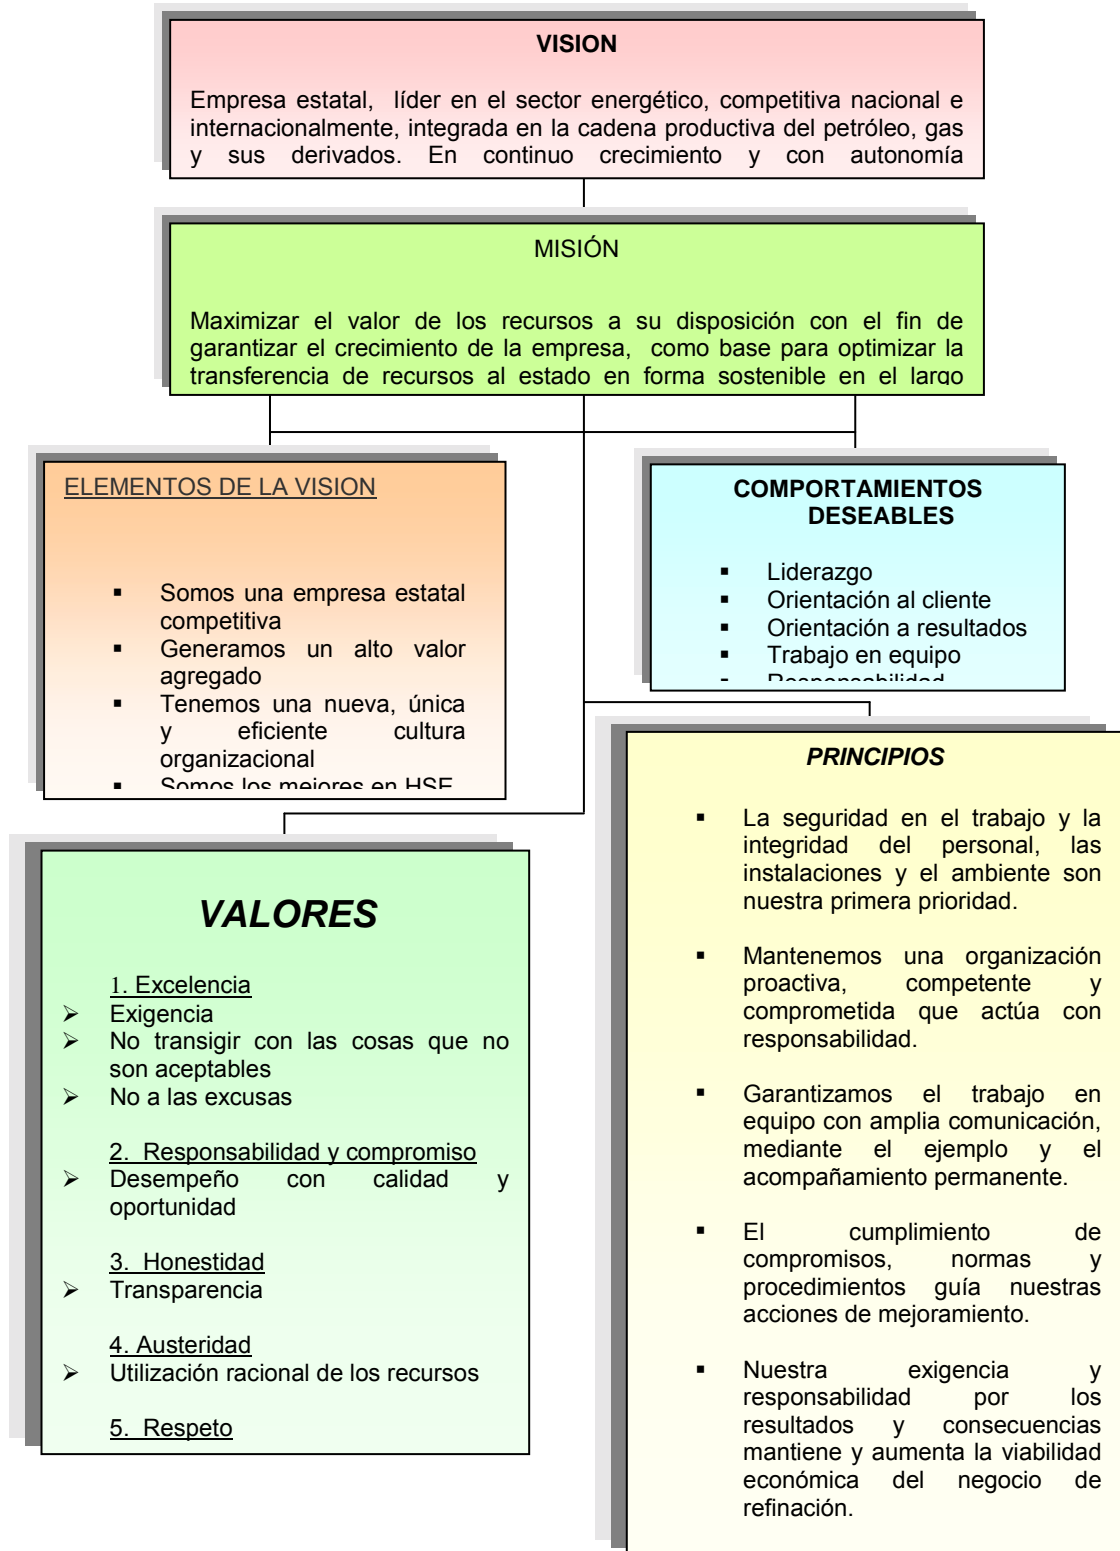 VISION
Empresa estatal, líder en el sector energético, competitiva nacional e
internacionalmente, integrada en la cadena productiva del petróleo, gas
y sus derivados. En continuo crecimiento y con autonomía
MISIÓN
Maximizar el valor de los recursos a su disposición con el fin de
garantizar el crecimiento de la empresa, como base para optimizar la
transferencia de recursos al estado en forma sostenible en el largo
ELEMENTOS DE LA VISION
▪ Somos una empresa estatal
competitiva
▪ Generamos un alto valor
agregado
▪ Tenemos una nueva, única
y eficiente cultura
organizacional
▪ Somos los mejores en HSE
COMPORTAMIENTOS
DESEABLES
▪ Liderazgo
▪ Orientación al cliente
▪ Orientación a resultados
▪ Trabajo en equipo
▪ Responsabilidad
VALORES
1. Excelencia
➢ Exigencia
➢ No transigir con las cosas que no
son aceptables
➢ No a las excusas
2. Responsabilidad y compromiso
➢ Desempeño con calidad y
oportunidad
3. Honestidad
➢ Transparencia
4. Austeridad
➢ Utilización racional de los recursos
5. Respeto
PRINCIPIOS
▪ La seguridad en el trabajo y la
integridad del personal, las
instalaciones y el ambiente son
nuestra primera prioridad.
▪ Mantenemos una organización
proactiva, competente y
comprometida que actúa con
responsabilidad.
▪ Garantizamos el trabajo en
equipo con amplia comunicación,
mediante el ejemplo y el
acompañamiento permanente.
▪ El cumplimiento de
compromisos, normas y
procedimientos guía nuestras
acciones de mejoramiento.
▪ Nuestra exigencia y
responsabilidad por los
resultados y consecuencias
mantiene y aumenta la viabilidad
económica del negocio de
refinación.